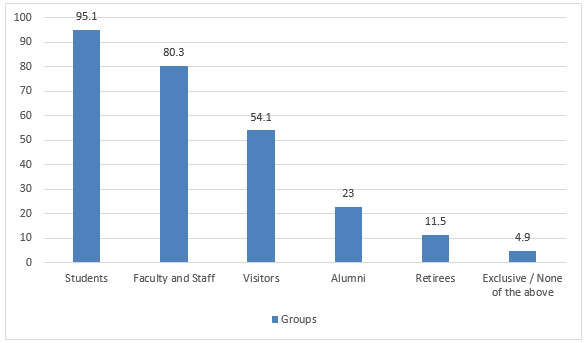 100
90
80
70
60
50
40
30
20
10
0
95.1
80.3
54.1
23
11.5
4.9
Students
Faculty and Staff
Visitors
Alumni
Retirees
Exclusive / None
of the above
Groups